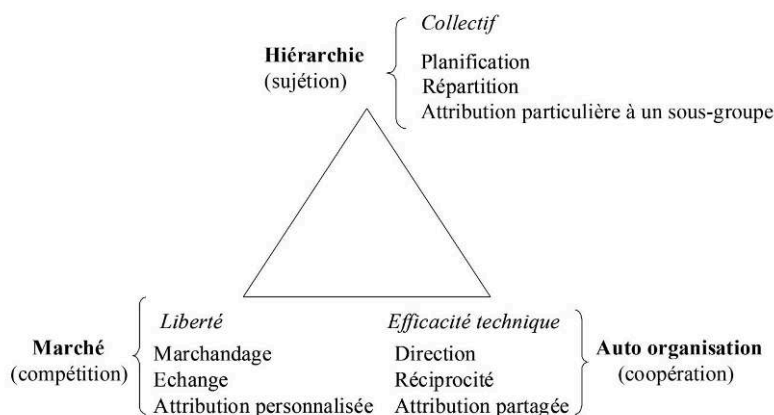 Collectif
Hiérarchie
(sujétion)
Planification
Répartition
Attribution particulière à un sous-groupe
Liberté
Marché
(compétition)
Marchandage
Echange
Attribution personnalisée
Efficacité technique
Direction
Réciprocité
Attribution partagée
Auto organisation
(coopération)